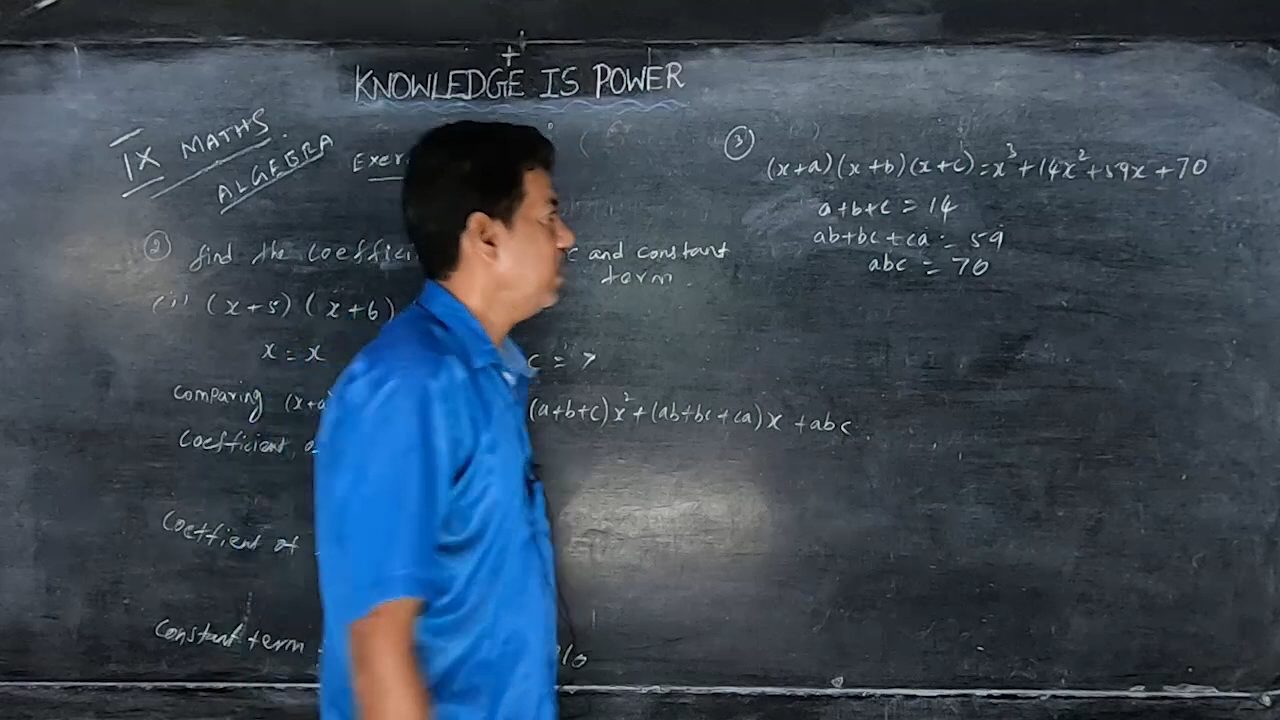 KNOWLEDGE IS POWER
IX MATHS
ALGEBRA
② find the
c and constant
term.
(x+5) (x+6)
x = x
c = 7
comparing (x+a)
(a+b+c)x²+(ab+bc+ca)x +abc
Coefficient
Coeffient of
Constant term
210
③
(x+a)(x+b)(x+c)=x³+14x²+59x+70
a+b+c = 14
ab+bc+ca = 59
abc = 70